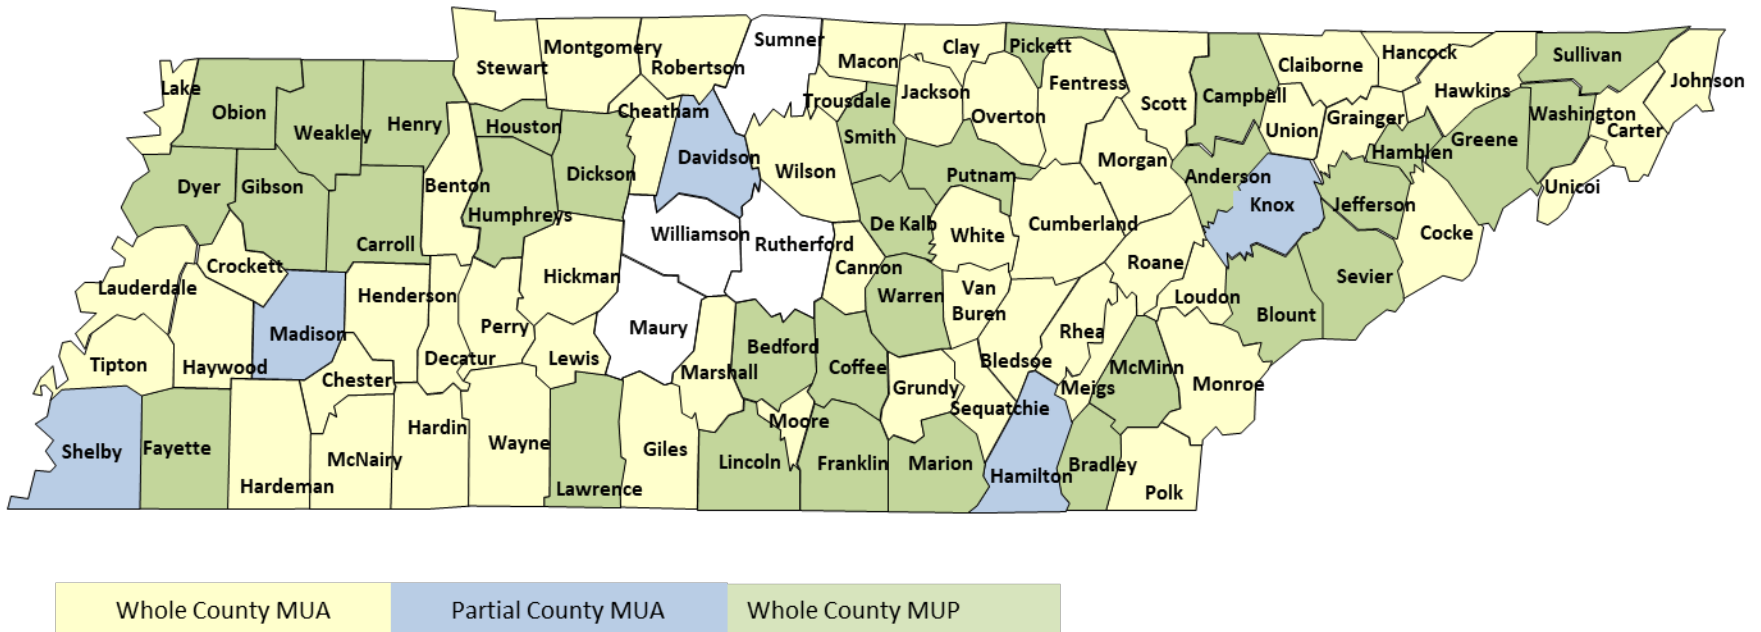 Stewart
Montgomery
Robertson
Sumner
Macon
Clay
Pickett
Fentress
Scott
Campbell
Claiborne
Hancock
Hawkins
Sullivan
Johnson
Lake
Obion
Weakley
Henry
Houston
Dickson
Cheatham
Davidson
Wilson
Trousdale
Smith
Jackson
Overton
Putnam
Morgan
Anderson
Union
Grainger
Hamblen
Greene
Washington
Carter
Unicoi
Dyer
Gibson
Carroll
Benton
Humphreys
Hickman
Williamson
Rutherford
Cannon
De Kalb
White
Cumberland
Roane
Knox
Jefferson
Cocke
Sevier
Lauderdale
Crockett
Madison
Henderson
Perry
Lewis
Maury
Marshall
Bedford
Coffee
Warren
Van
Buren
Bledsoe
Rhea
Loudon
Blount
Tipton
Haywood
Chester
Decatur
Moore
Grundy
Sequatchie
Meigs
McMinn
Monroe
Shelby
Fayette
Hardeman
McNairy
Hardin
Wayne
Lawrence
Giles
Lincoln
Franklin
Marion
Hamilton
Bradley
Polk
Whole County MUA
Partial County MUA
Whole County MUP